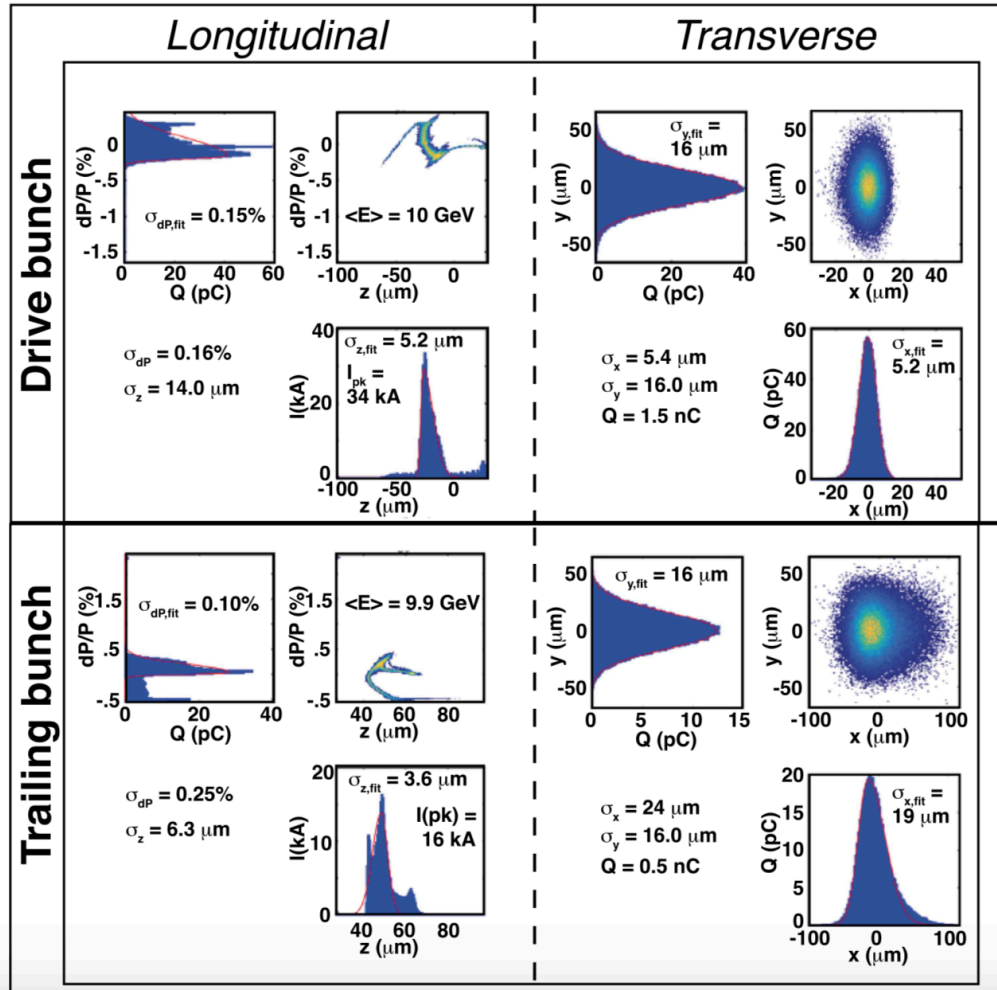 Longitudinal
Transverse
Drive bunch
dP/P (%)
0
-.5
-1
-1.5
σdP,fit = 0.15%
0 20 40 60
Q (pC)
dP/P (%)
0
-.5
-1
-1.5
<E> = 10 GeV
-100 -50 0
z (μm)
σdP = 0.16%
σz = 14.0 μm
I(kA)
40
20
0
σz,fit = 5.2 μm
Ipk =
34 kA
-100 -50 0
z (μm)
y (μm)
50
0
-50
σy,fit =
16 μm
0 20 40
Q (pC)
y (μm)
50
0
-50
-20 0 20 40
x (μm)
σx = 5.4 μm
σy = 16.0 μm
Q = 1.5 nC
Q (pC)
60
40
20
0
σx,fit =
5.2 μm
-20 0 20 40
x (μm)
Trailing bunch
dP/P (%)
1.5
.5
-.5
σdP,fit = 0.10%
0 20 40
Q (pC)
dP/P (%)
1.5
.5
-.5
<E> = 9.9 GeV
40 60 80
z (μm)
σdP = 0.25%
σz = 6.3 μm
I(kA)
20
10
0
σz,fit = 3.6 μm
I(pk) =
16 kA
40 60 80
z (μm)
y (μm)
50
0
-50
σy,fit = 16 μm
0 5 10 15
Q (pC)
y (μm)
50
0
-50
-100 0 100
x (μm)
σx = 24 μm
σy = 16.0 μm
Q = 0.5 nC
Q (pC)
20
15
10
5
0
σx,fit =
19 μm
-100 0 100
x (μm)